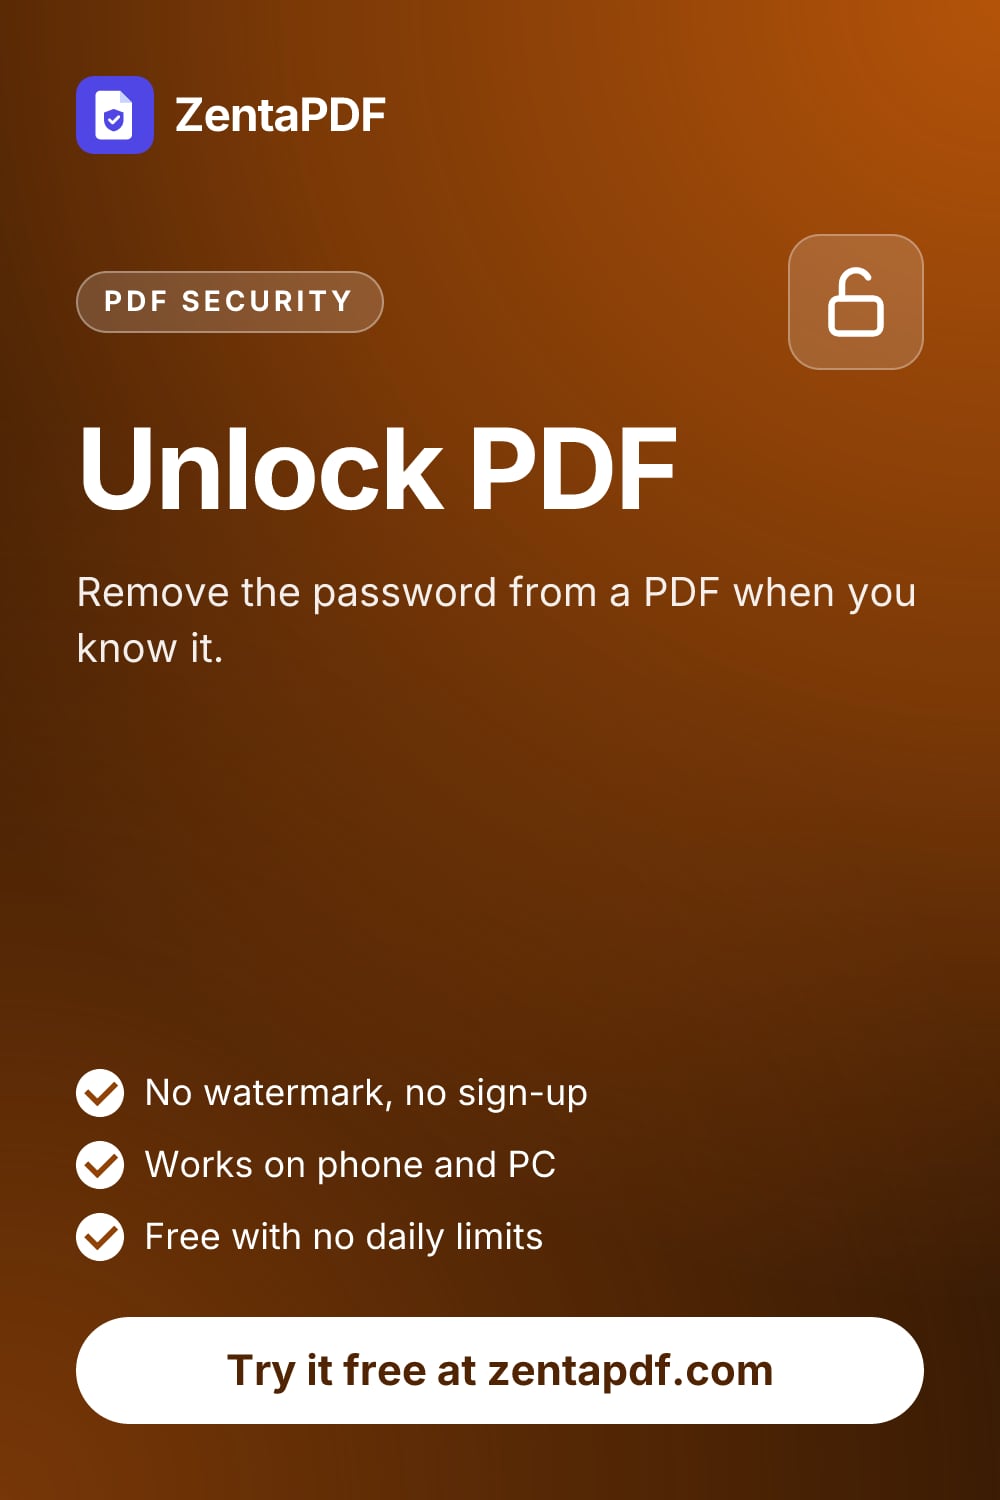 ZentaPDF
PDF SECURITY
Unlock PDF
Remove the password from a PDF when you
know it.
No watermark, no sign-up
Works on phone and PC
Free with no daily limits
Try it free at zentapdf.com